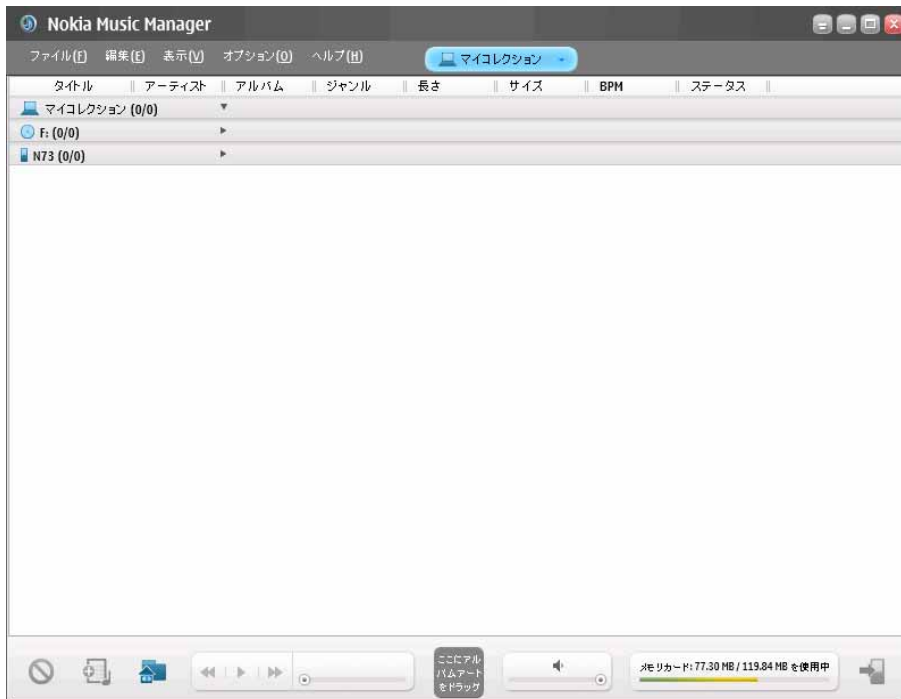 Nokia Music Manager
ファイル(F) 編集(E) 表示(V) オプション(O) ヘルプ(H) マイコレクション
タイトル アーティスト アルバム ジャンル 長さ サイズ BPM ステータス
マイコレクション (0/0)
F: (0/0)
N73 (0/0)
ここにアル
バムアート
をドラッグ
メモリカード: 77.30 MB / 119.84 MB を使用中